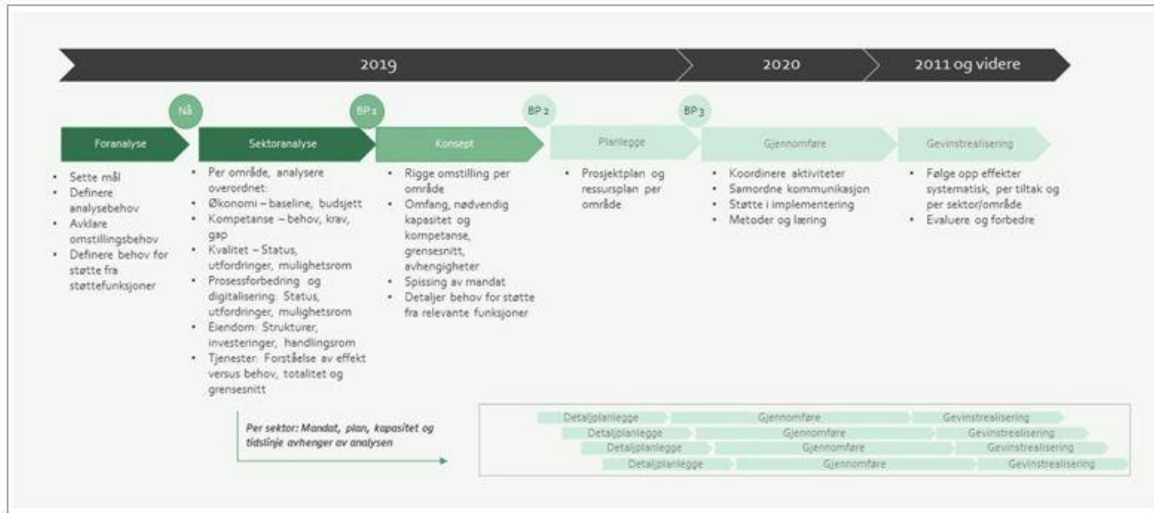 2019
2020
2011 og videre
Nå
BP 1
BP 2
BP 3
Foranalyse
Sektoranalyse
Konsept
Planlegge
Gjennomføre
Gevinstrealisering
• Sette mål
• Definere
analysebehov
• Avklare
omstillingsbehov
• Definere behov for
støtte fra
støttefunksjoner
• Per område, analysere
overordnet:
• Økonomi – baseline, budsjett
• Kompetanse – behov, krav,
gap
• Kvalitet – Status,
utfordringer, mulighetsrom
• Prosessforbedring og
digitalisering: Status,
utfordringer, mulighetsrom
• Eiendom: Strukturer,
investeringer, handlingsrom
• Tjenester: Forståelse av effekt
versus behov, totalitet og
grensesnitt
• Rigge omstilling per
område
• Omfang, nødvendig
kapasitet og
kompetanse,
grensesnitt,
avhengigheter
• Spissing av mandat
• Detaljer behov for støtte
fra relevante funksjoner
• Prosjektplan og
ressursplan per
område
• Koordinere aktiviteter
• Samordne kommunikasjon
• Støtte i implementering
• Metoder og læring
• Følge opp effekter
systematisk, per tiltak og
per sektor/område
• Evaluere og forbedre
Per sektor: Mandat, plan, kapasitet og
tidslinje avhenger av analysen
Detaljplanlegge Gjennomføre Gevinstrealisering
Detaljplanlegge Gjennomføre Gevinstrealisering
Detaljplanlegge Gjennomføre Gevinstrealisering
Detaljplanlegge Gjennomføre Gevinstrealisering